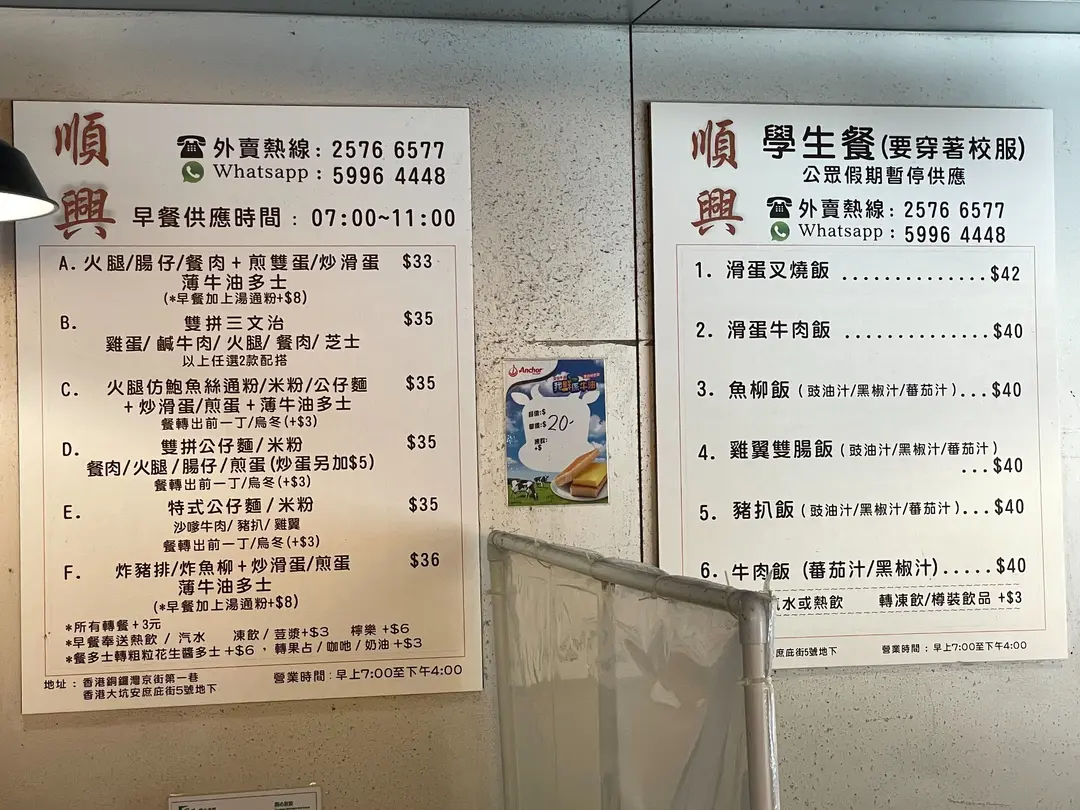 順興
外賣熱線: 2576 6577
Whatsapp : 5996 4448
早餐供應時間 : 07:00~11:00
A. 火腿/腸仔/餐肉 + 煎雙蛋/炒滑蛋 $33
薄牛油多士
(*早餐加上湯通粉+$8)
B. 雙拼三文治 $35
雞蛋/ 鹹牛肉/ 火腿/ 餐肉/ 芝士
以上任選2款配搭
C. 火腿仿鮑魚絲通粉/米粉/公仔麵 $35
+ 炒滑蛋/煎蛋 + 薄牛油多士
餐轉出前一丁/烏冬(+$3)
D. 雙拼公仔麵/米粉 $35
餐肉/火腿/腸仔/煎蛋(炒蛋另加$5)
餐轉出前一丁/烏冬(+$3)
E. 特式公仔麵/米粉 $35
沙嗲牛肉/ 豬扒/ 雞翼
餐轉出前一丁/烏冬(+$3)
F. 炸豬排/炸魚柳 + 炒滑蛋/煎蛋 $36
薄牛油多士
(*早餐加上湯通粉+$8)
*所有轉餐 + 3元
*早餐奉送熱飲 / 汽水 凍飲/ 荳漿+$3 檸樂 +$6
*餐多士轉粗粒花生醬多士 +$6 , 轉果占 / 咖吔 / 奶油 +$3
地址 : 香港銅鑼灣京街第一巷
香港大坑安庶庇街5號地下
營業時間 : 早上7:00至下午4:00
Anchor
20-
順興
學生餐(要穿著校服)
公眾假期暫停供應
外賣熱線: 2576 6577
Whatsapp : 5996 4448
1. 滑蛋叉燒飯 ..............$42
2. 滑蛋牛肉飯 ..............$40
3. 魚柳飯 ( 豉油汁/黑椒汁/蕃茄汁 )...$40
4. 雞翼雙腸飯 ( 豉油汁/黑椒汁/蕃茄汁 )
...$40
5. 豬扒飯 ( 豉油汁/黑椒汁/蕃茄汁 )...$40
6. 牛肉飯 (蕃茄汁/黑椒汁).....$40
水或熱飲 轉凍飲/樽裝飲品 +$3
庶庇街5號地下
營業時間 : 早上7:00至下午4:00